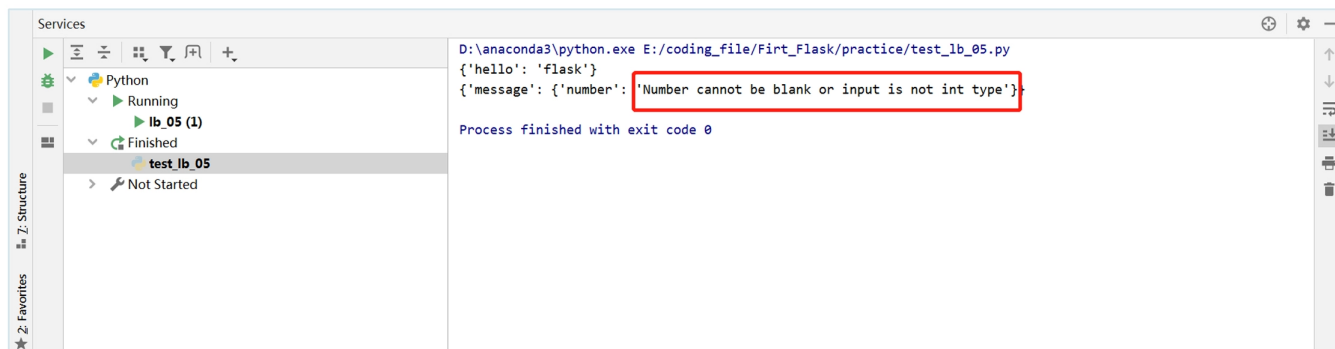 Services
Python
Running
lb_05 (1)
Finished
test_lb_05
Not Started
D:\anaconda3\python.exe E:/coding_file/Firt_Flask/practice/test_lb_05.py
{'hello': 'flask'}
{'message': {'number': 'Number cannot be blank or input is not int type'}}
Process finished with exit code 0
Z: Structure
2: Favorites